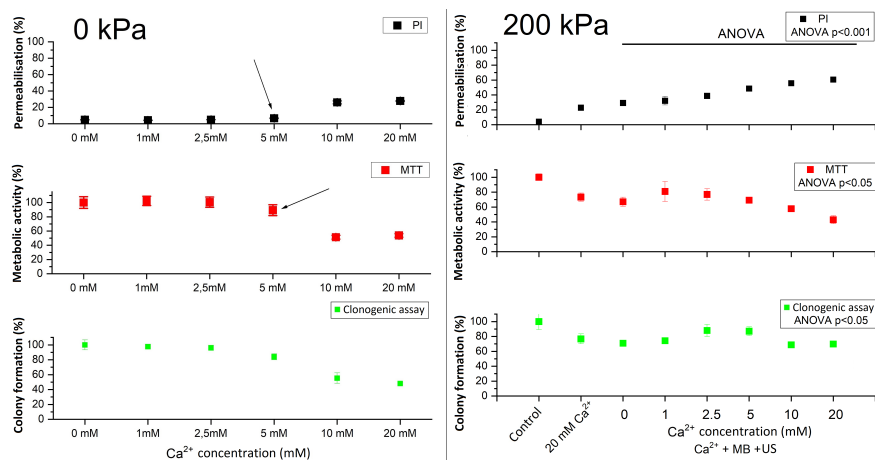 0 kPa
PI
Permeabilisation (%)
100
80
60
40
20
0
0 mM
1mM
2,5mM
5 mM
10 mM
20 mM
MTT
Metabolic activity (%)
100
80
60
40
20
0
0 mM
1mM
2,5mM
5 mM
10 mM
20 mM
Clonogenic assay
Colony formation (%)
100
80
60
40
20
0
0 mM
1mM
2,5mM
5 mM
10 mM
20 mM
Ca²⁺ concentration (mM)
200 kPa
ANOVA
PI
ANOVA p<0.001
Permeabilisation (%)
100
80
60
40
20
0
MTT
ANOVA p<0.05
Metabolic activity (%)
100
80
60
40
20
0
Clonogenic assay
ANOVA p<0.05
Colony formation (%)
100
80
60
40
20
0
Control
20 mM Ca²⁺
0
1
2.5
5
10
20
Ca²⁺ concentration (mM)
Ca²⁺ + MB +US